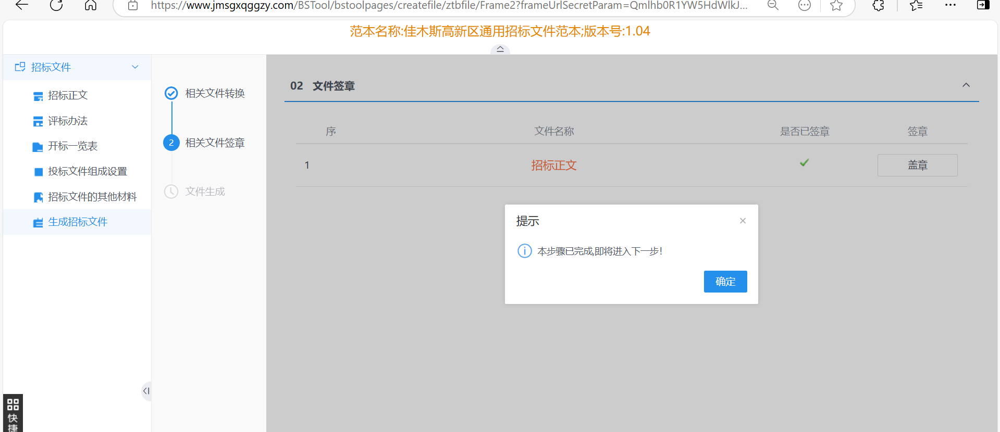 https://www.jmsgxqggzy.com/BSTool/bstoolpages/createfile/ztbfile/Frame2?frameUrlSecretParam=Qmlhb0R1YW5HdWlkJ...
范本名称:佳木斯高新区通用招标文件范本;版本号:1.04
招标文件
招标正文
评标办法
开标一览表
投标文件组成设置
招标文件的其他材料
生成招标文件
相关文件转换
2 相关文件签章
文件生成
02 文件签章
序 文件名称 是否已签章 签章
1 招标正文 盖章
提示
本步骤已完成,即将进入下一步!
确定
快
捷